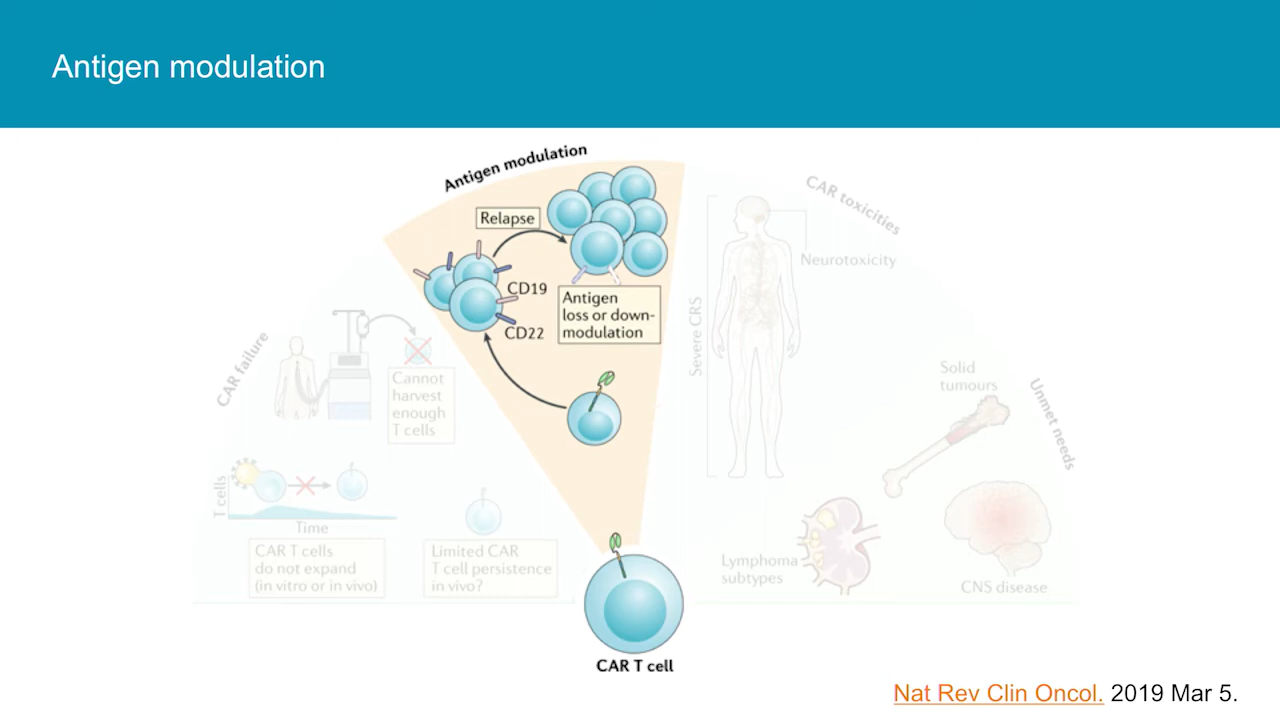 Antigen modulation
Antigen modulation
Relapse
CD19
CD22
Antigen
loss or down-
modulation
CAR toxicities
Neurotoxicity
Severe CRS
CAR failure
Cannot
harvest
enough
T cells
T cells
Time
CAR T cells
do not expand
(in vitro or in vivo)
Limited CAR
T cell persistence
in vivo?
Solid
tumours
Unmet needs
Lymphoma
subtypes
CNS disease
CAR T cell
Nat Rev Clin Oncol. 2019 Mar 5.